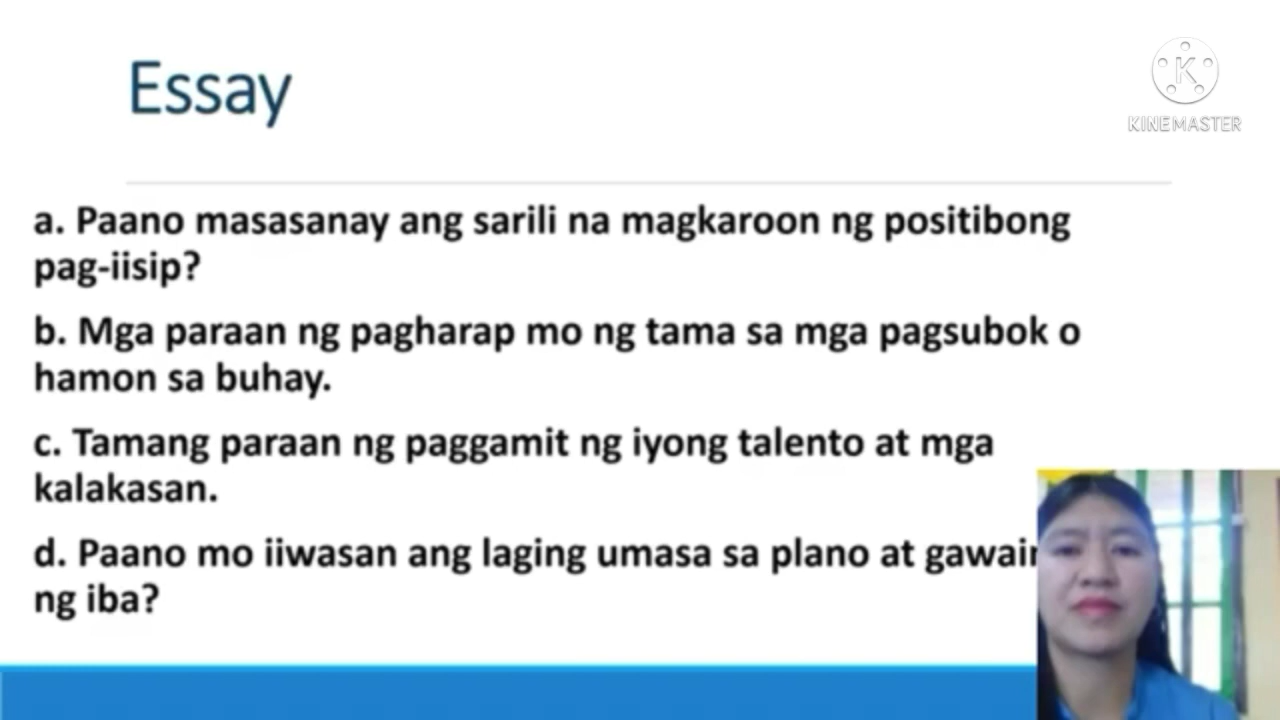 Essay
KINEMASTER
a. Paano masasanay ang sarili na magkaroon ng positibong
pag-iisip?
b. Mga paraan ng pagharap mo ng tama sa mga pagsubok o
hamon sa buhay.
c. Tamang paraan ng paggamit ng iyong talento at mga
kalakasan.
d. Paano mo iiwasan ang laging umasa sa plano at
ng iba?